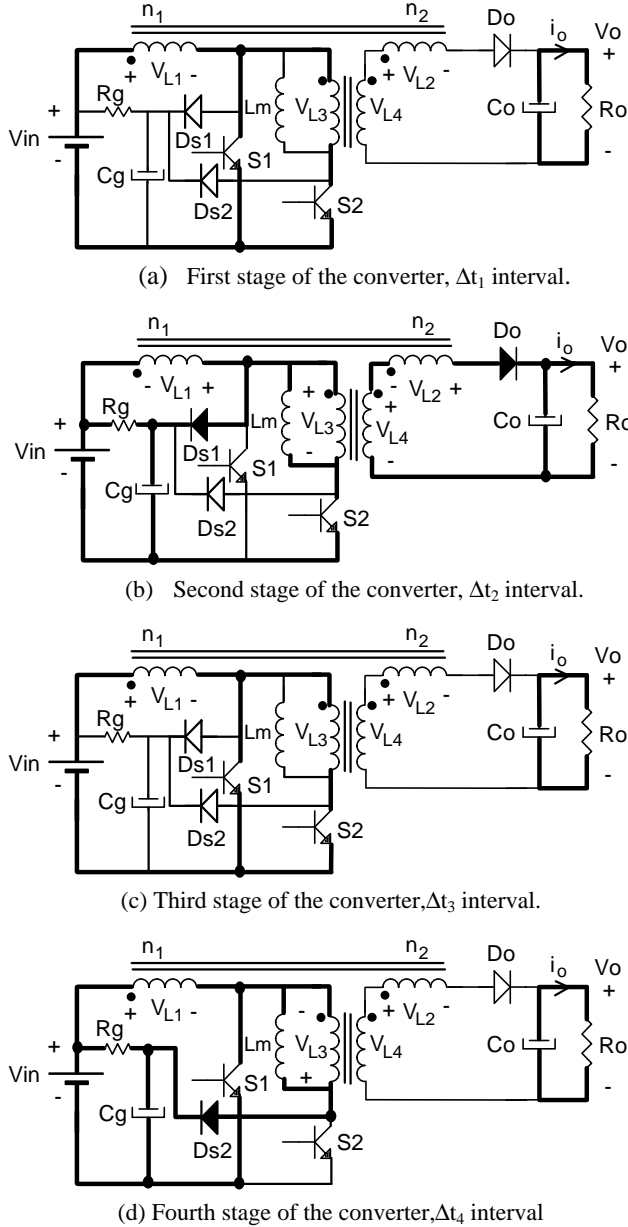 n1 n2 Do io Vo
+ VL1 - + VL2 - +
+ Rg Lm VL3 VL4 Co Ro
Vin Ds1
- Cg S1 -
Ds2 S2
(a) First stage of the converter, Δt1 interval.
n1 n2 Do io Vo
- VL1 + - VL2 + +
+ Rg Lm + VL3 - + VL4 - Co Ro
Vin Ds1
- Cg S1 -
Ds2 S2
(b) Second stage of the converter, Δt2 interval.
n1 n2 Do io Vo
+ VL1 - + VL2 - +
+ Rg Lm VL3 VL4 Co Ro
Vin Ds1
- Cg S1 -
Ds2 S2
(c) Third stage of the converter,Δt3 interval.
n1 n2 Do io Vo
+ VL1 - + VL2 - +
+ Rg Lm - VL3 + VL4 Co Ro
Vin
- Cg S1 -
Ds2 S2
(d) Fourth stage of the converter,Δt4 interval